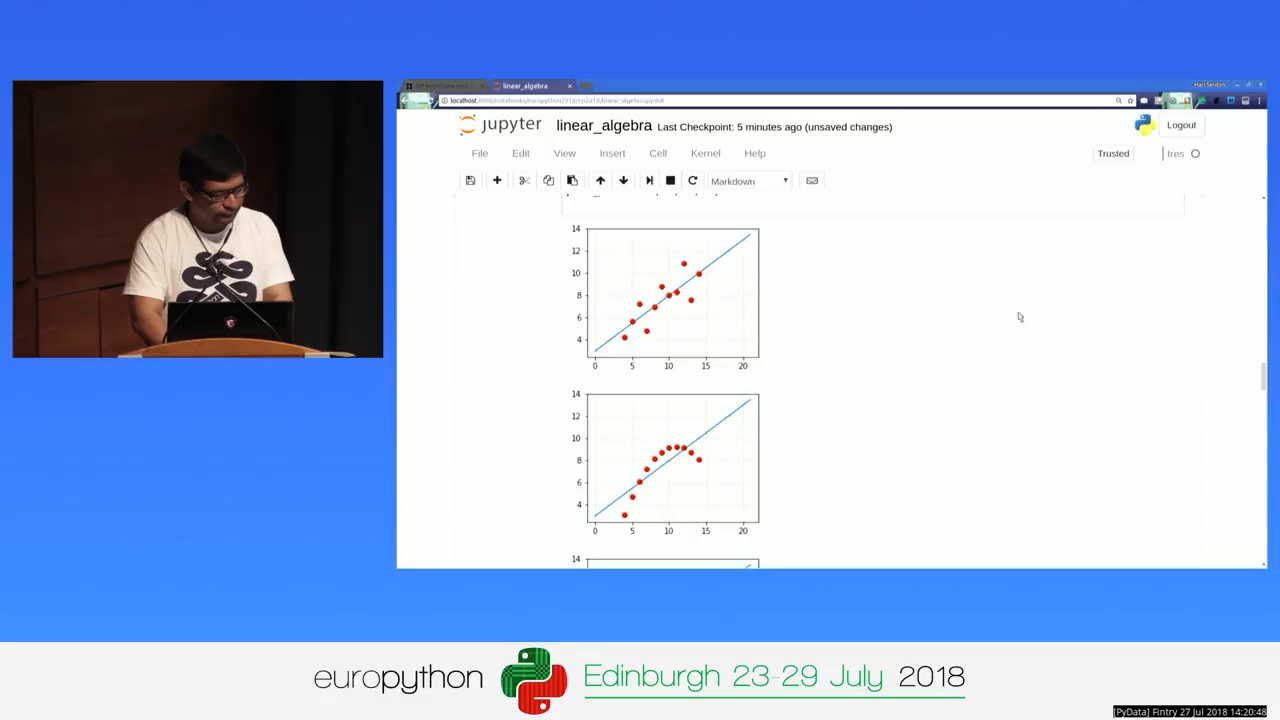 linear_algebra
Hari Seldon
jupyter linear_algebra Last Checkpoint: 5 minutes ago (unsaved changes)
Logout
File Edit View Insert Cell Kernel Help
Trusted
tres
Markdown
14
12
10
8
6
4
0 5 10 15 20
14
12
10
8
6
4
0 5 10 15 20
14
europython Edinburgh 23-29 July 2018
[PyData] Fintry 27 Jul 2018 14:20:48